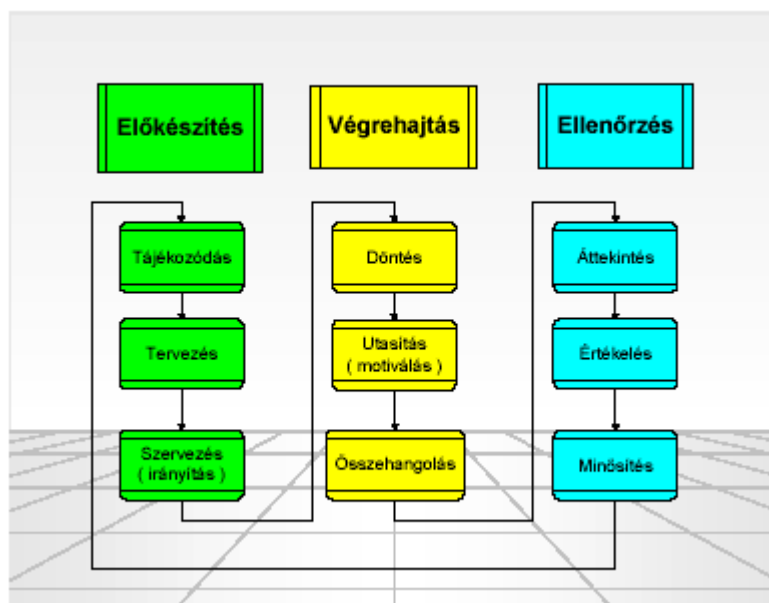 Előkészítés
Végrehajtás
Ellenőrzés
Tájékozódás
Tervezés
Szervezés
( irányítás )
Döntés
Utasítás
( motiválás )
Összehangolás
Áttekintés
Értékelés
Minősítés